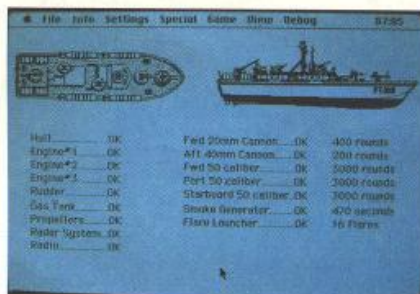 File Info Settings Special Game View Debug 07:05
Hull OK
Engine#1 OK
Engine#2 OK
Engine#3 OK
Rudder OK
Gas Tank OK
Propellers OK
Radar System OK
Radio OK
Fwd 20mm Cannon OK 400 rounds
Aft 40mm Cannon OK 200 rounds
Fwd 50 caliber OK 3000 rounds
Port 50 caliber OK 3000 rounds
Starboard 50 caliber OK 3000 rounds
Smoke Generator OK 470 seconds
Flare Launcher OK 16 flares